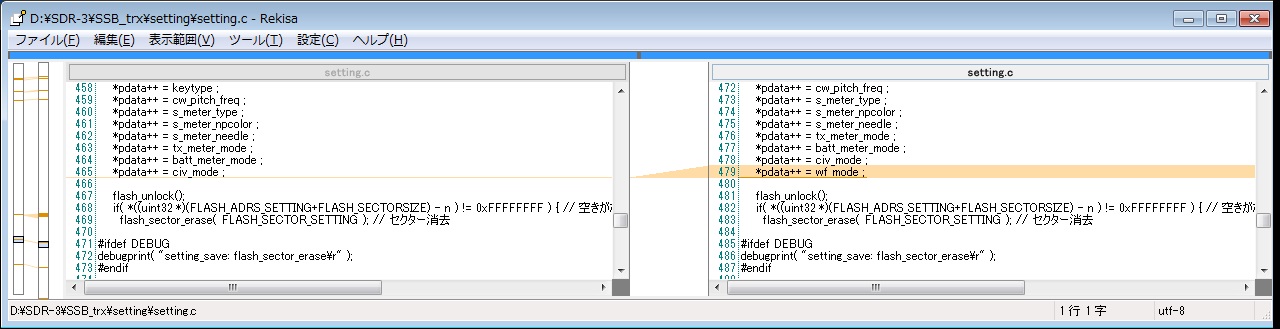 D:¥SDR-3¥SSB_trx¥setting¥setting.c - Rekisa
ファイル(F) 編集(E) 表示範囲(V) ツール(T) 設定(C) ヘルプ(H)
setting.c
458 *pdata++ = keytype ;
459 *pdata++ = cw_pitch_freq ;
460 *pdata++ = s_meter_type ;
461 *pdata++ = s_meter_npcolor ;
462 *pdata++ = s_meter_needle ;
463 *pdata++ = tx_meter_mode ;
464 *pdata++ = batt_meter_mode ;
465 *pdata++ = civ_mode ;
466
467 flash_unlock();
468 if( *((uint32 *)(FLASH_ADRS_SETTING+FLASH_SECTORSIZE) - n ) != 0xFFFFFFFF ) { // 空きが
469 flash_sector_erase( FLASH_SECTOR_SETTING ); // セクター消去
470
471 #ifdef DEBUG
472 debugprint( "setting_save: flash_sector_erase¥r" );
473 #endif
setting.c
472 *pdata++ = cw_pitch_freq ;
473 *pdata++ = s_meter_type ;
474 *pdata++ = s_meter_npcolor ;
475 *pdata++ = s_meter_needle ;
476 *pdata++ = tx_meter_mode ;
477 *pdata++ = batt_meter_mode ;
478 *pdata++ = civ_mode ;
479 *pdata++ = wf_mode ;
480
481 flash_unlock();
482 if( *((uint32 *)(FLASH_ADRS_SETTING+FLASH_SECTORSIZE) - n ) != 0xFFFFFFFF ) { // 空きが
483 flash_sector_erase( FLASH_SECTOR_SETTING ); // セクター消去
484
485 #ifdef DEBUG
486 debugprint( "setting_save: flash_sector_erase¥r" );
487 #endif
D:¥SDR-3¥SSB_trx¥setting¥setting.c
1 行 1 字
utf-8